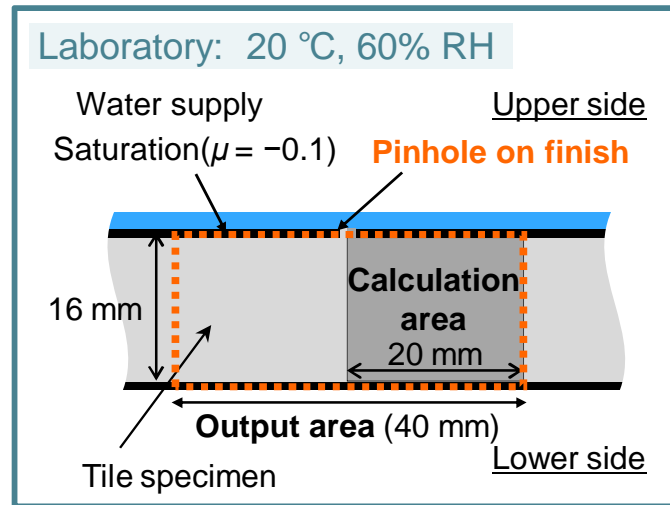 Laboratory: 20 ℃, 60% RH
Water supply
Upper side
Saturation(μ = −0.1)
Pinhole on finish
Calculation
area
16 mm
20 mm
Output area (40 mm)
Tile specimen
Lower side